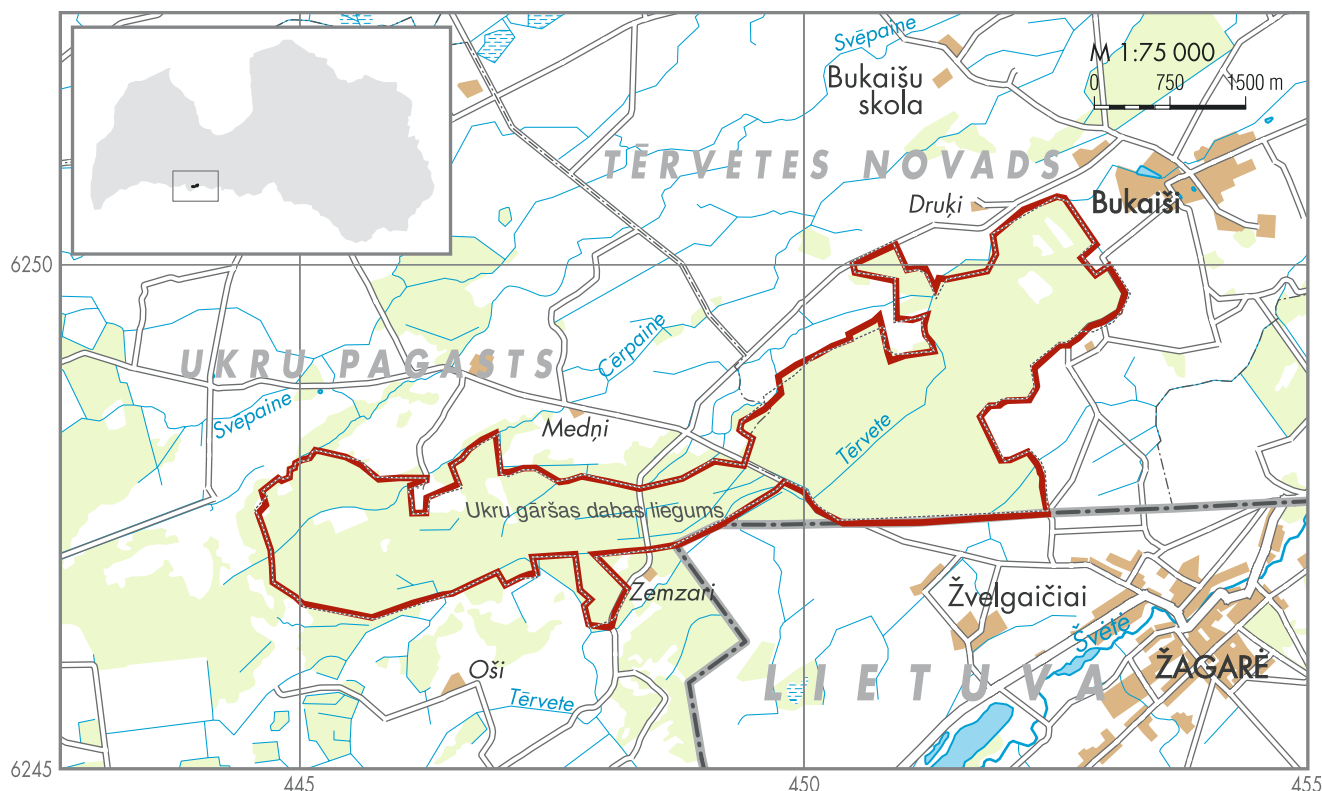 Svēpaine
M 1:75 000
0 750 1500 m
Bukaišu
skola
TĒRVETES NOVADS
Druķi
Bukaiši
6250
Cērpaine
UKRU PAGASTS
Svēpaine
Medņi
Tērvete
Ukru gāršas dabas liegums
Zemzari
Žvelgaičiai
Švėtė
Oši
LIETUVA
ŽAGARĖ
Tērvete
6245
445 450 455